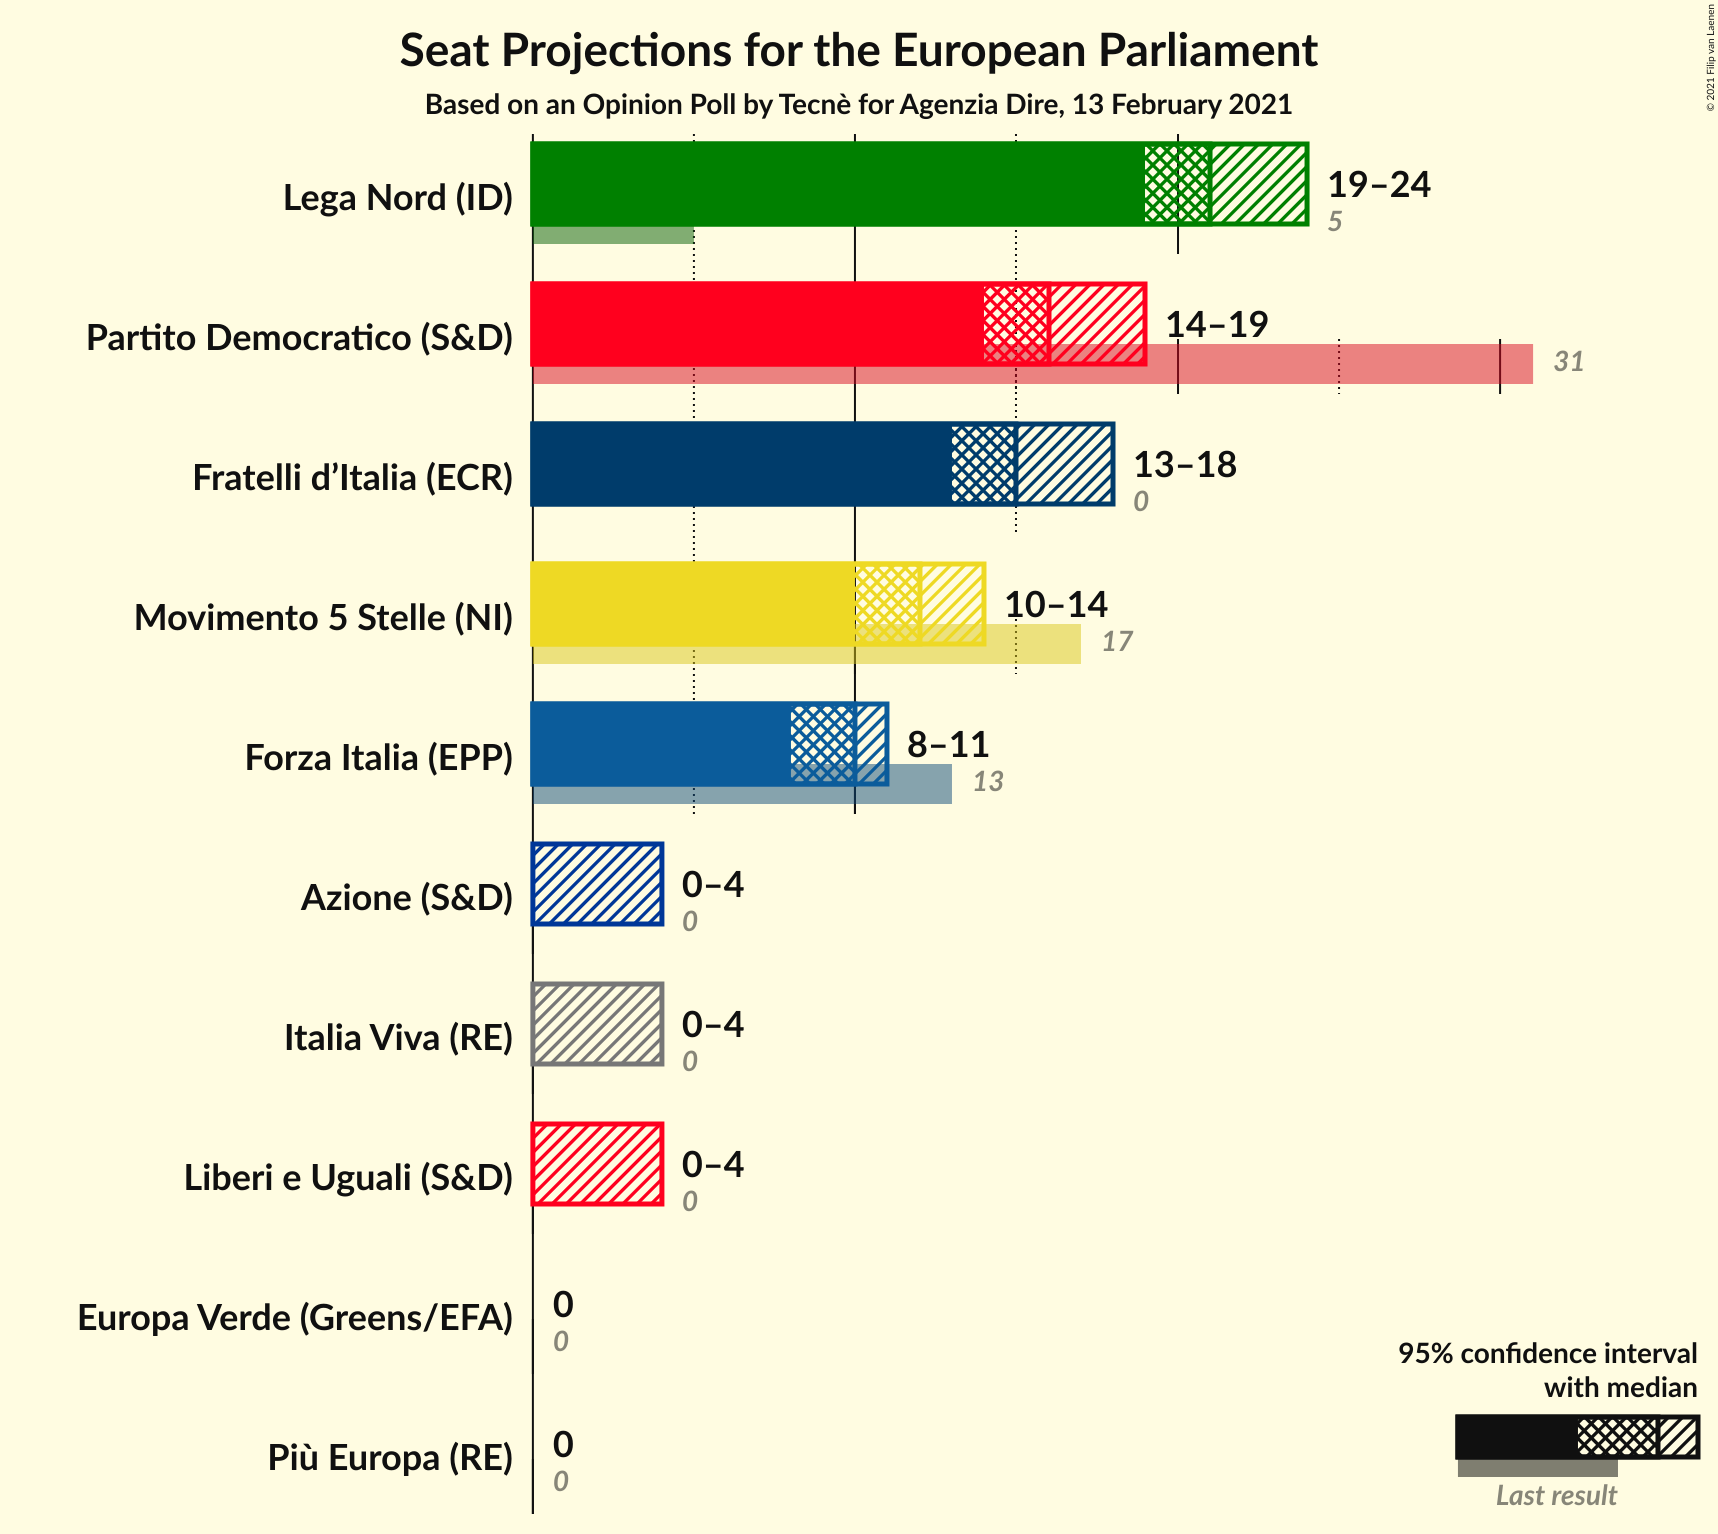 Seat Projections for the European Parliament
Based on an Opinion Poll by Tecnè for Agenzia Dire, 13 February 2021
© 2021 Filip van Laenen
Lega Nord (ID)
19–24
5
Partito Democratico (S&D)
14–19
31
Fratelli d’Italia (ECR)
13–18
0
Movimento 5 Stelle (NI)
10–14
17
Forza Italia (EPP)
8–11
13
Azione (S&D)
0–4
0
Italia Viva (RE)
0–4
0
Liberi e Uguali (S&D)
0–4
0
Europa Verde (Greens/EFA)
0
0
Più Europa (RE)
0
0
95% confidence interval
with median
Last result